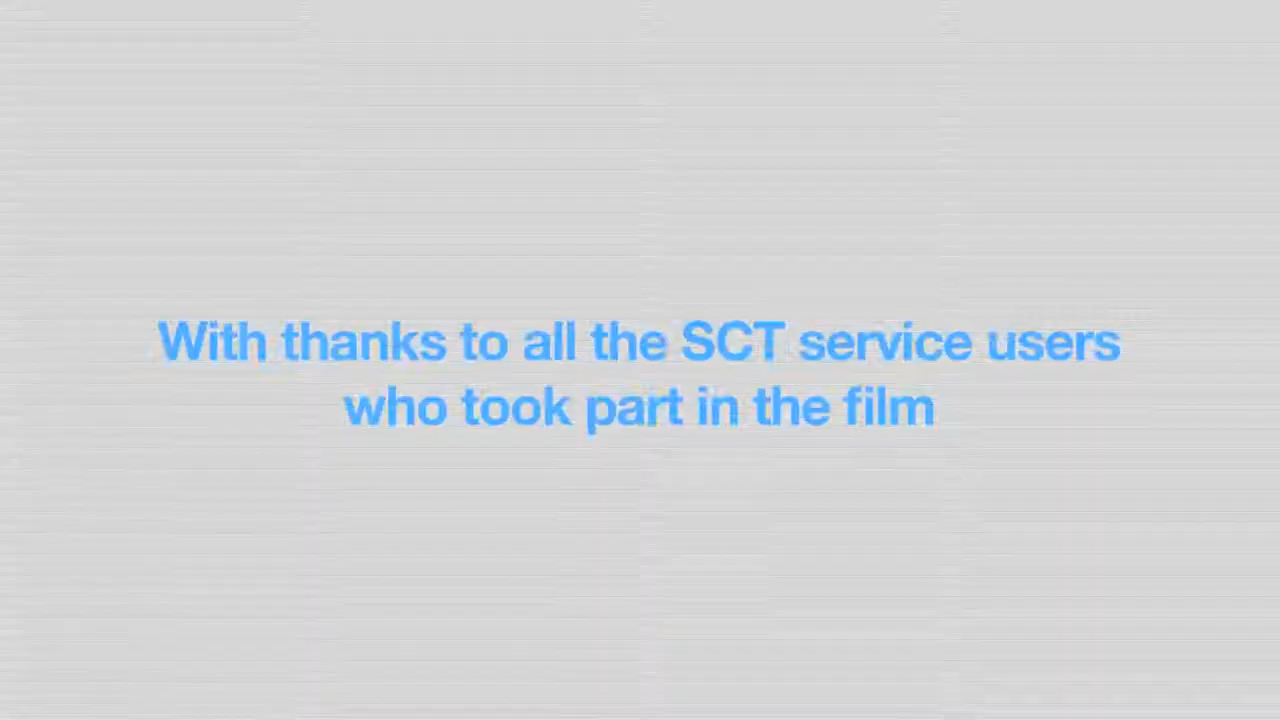 With thanks to all the SCT service users
who took part in the film